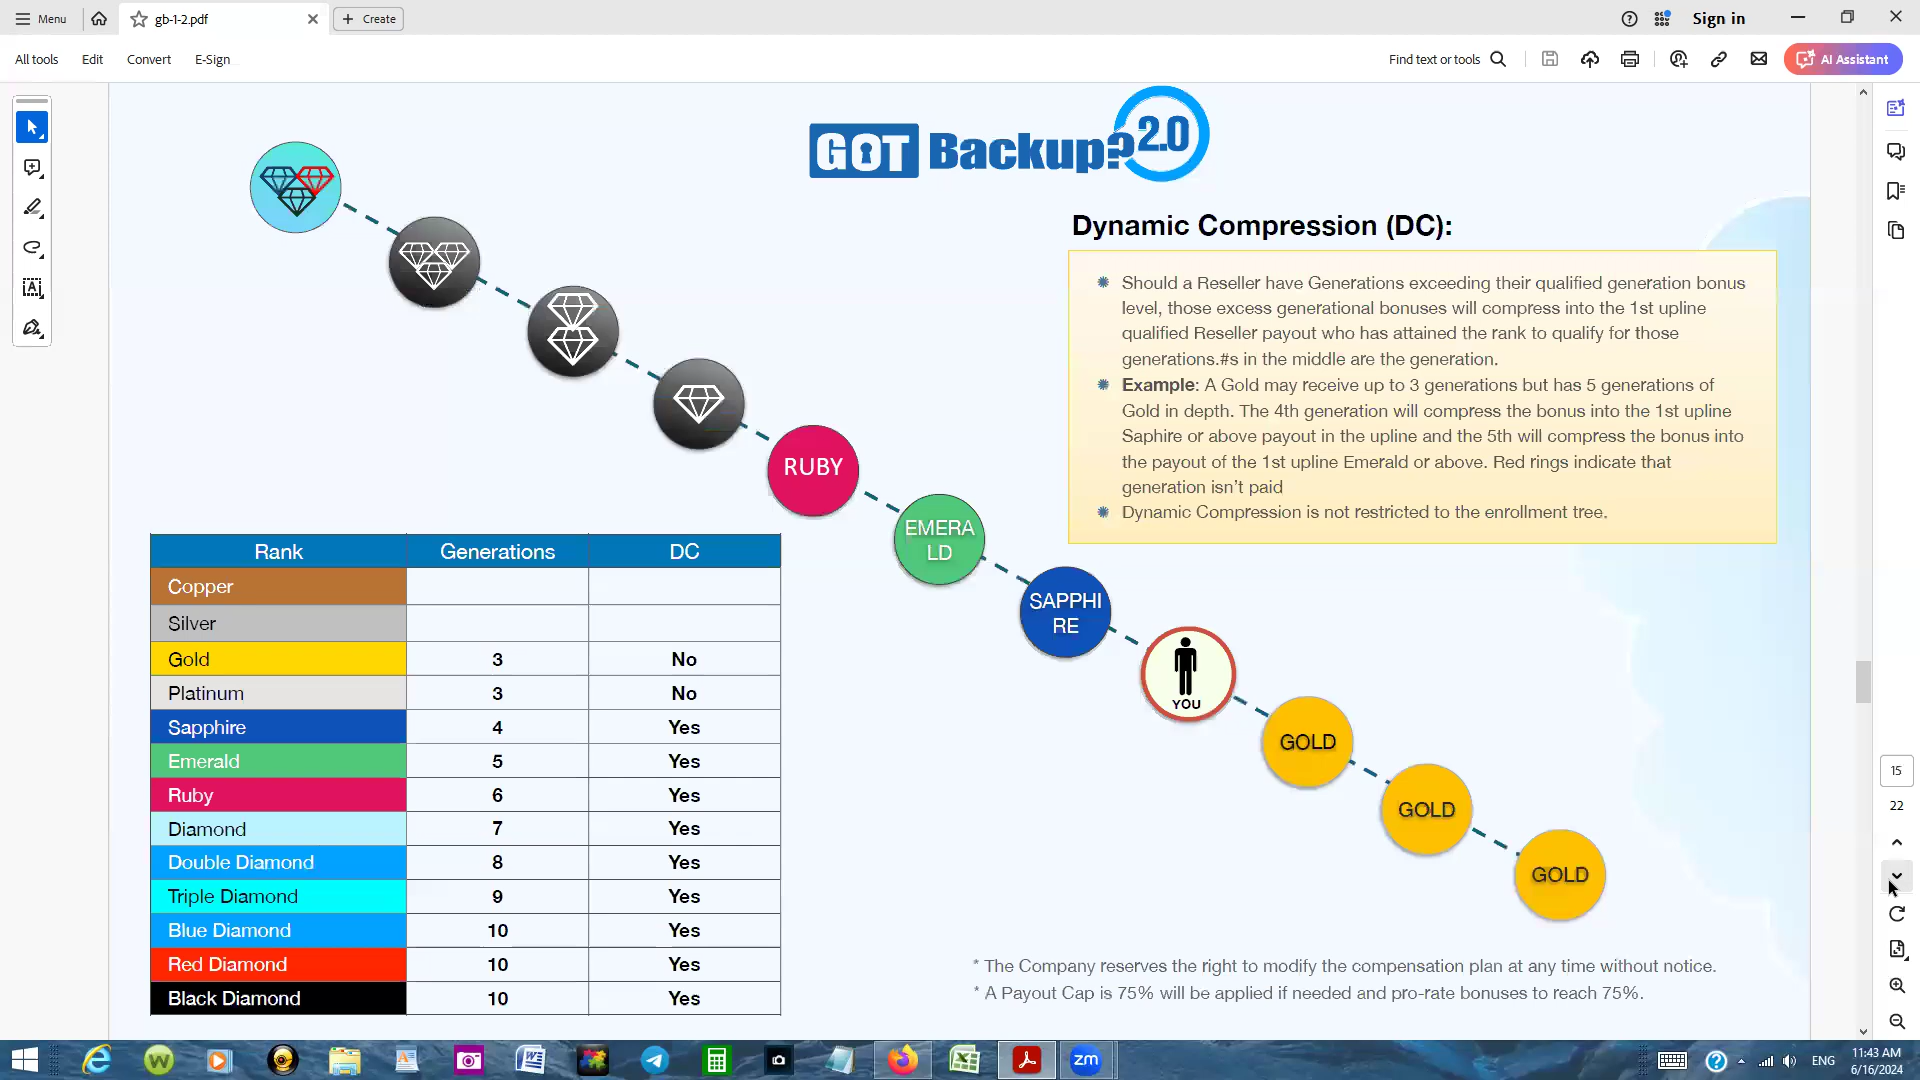 Menu
gb-1-2.pdf
Create
Sign in
All tools
Edit
Convert
E-Sign
Find text or tools
AI Assistant
GOT Backup? 2.0
Dynamic Compression (DC):
Should a Reseller have Generations exceeding their qualified generation bonus
level, those excess generational bonuses will compress into the 1st upline
qualified Reseller payout who has attained the rank to qualify for those
generations.#s in the middle are the generation.
Example: A Gold may receive up to 3 generations but has 5 generations of
Gold in depth. The 4th generation will compress the bonus into the 1st upline
Saphire or above payout in the upline and the 5th will compress the bonus into
the payout of the 1st upline Emerald or above. Red rings indicate that
generation isn't paid
Dynamic Compression is not restricted to the enrollment tree.
RUBY
EMERA
LD
SAPPHI
RE
YOU
GOLD
GOLD
GOLD
Rank Generations DC
Copper
Silver
Gold 3 No
Platinum 3 No
Sapphire 4 Yes
Emerald 5 Yes
Ruby 6 Yes
Diamond 7 Yes
Double Diamond 8 Yes
Triple Diamond 9 Yes
Blue Diamond 10 Yes
Red Diamond 10 Yes
Black Diamond 10 Yes
* The Company reserves the right to modify the compensation plan at any time without notice.
* A Payout Cap is 75% will be applied if needed and pro-rate bonuses to reach 75%.
15
22
zm
ENG
11:43 AM
6/16/2024